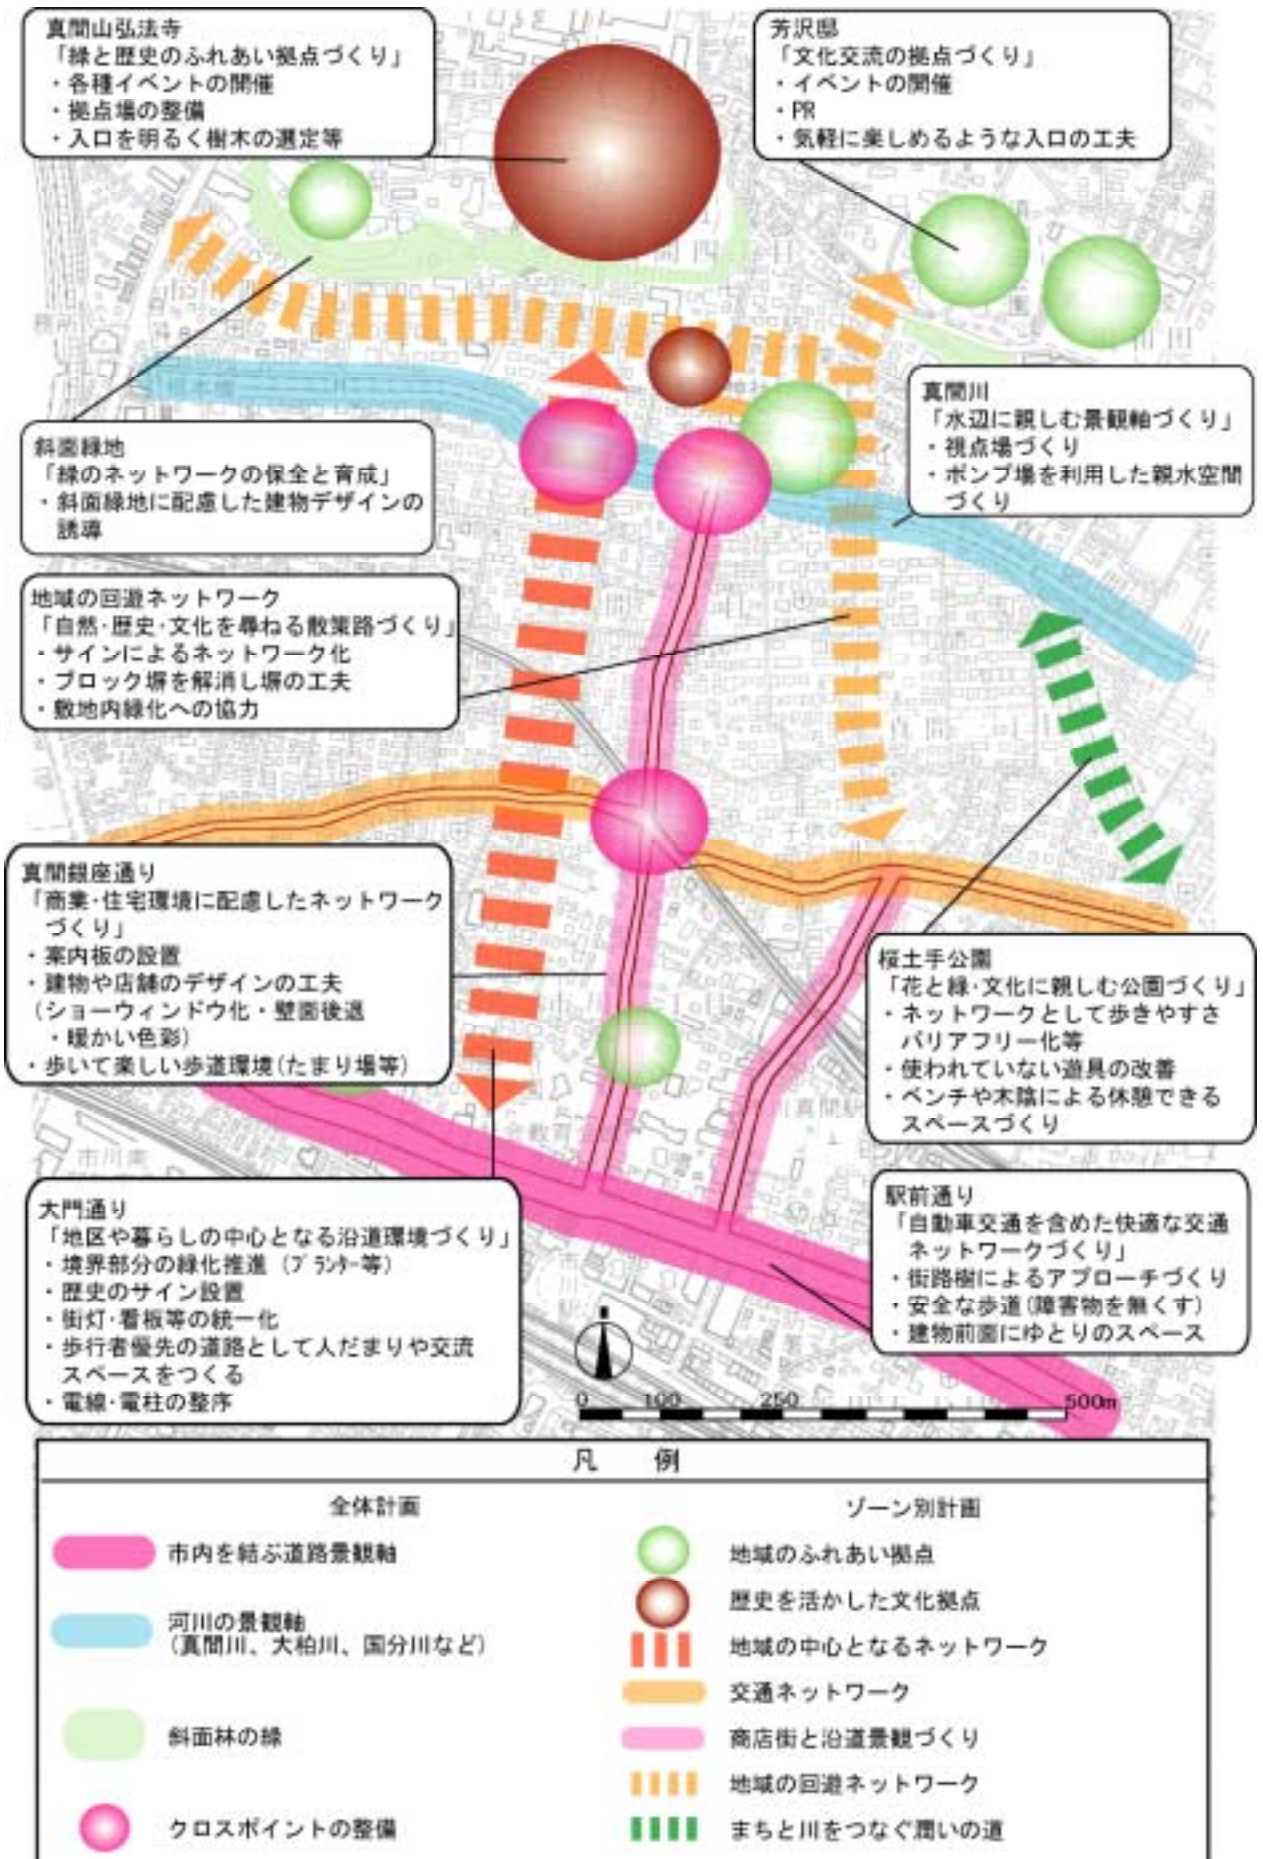 真間山弘法寺
「緑と歴史のふれあい拠点づくり」
・各種イベントの開催
・拠点場の整備
・入口を明るく樹木の選定等
芳沢邸
「文化交流の拠点づくり」
・イベントの開催
・PR
・気軽に楽しめるような入口の工夫
斜面緑地
「緑のネットワークの保全と育成」
・斜面緑地に配慮した建物デザインの
誘導
真間川
「水辺に親しむ景観軸づくり」
・視点場づくり
・ポンプ場を利用した親水空間
づくり
地域の回遊ネットワーク
「自然・歴史・文化を尋ねる散策路づくり」
・サインによるネットワーク化
・ブロック塀を解消し塀の工夫
・敷地内緑化への協力
真間銀座通り
「商業・住宅環境に配慮したネットワーク
づくり」
・案内板の設置
・建物や店舗のデザインの工夫
(ショーウィンドウ化・壁面後退
・暖かい色彩)
・歩いて楽しい歩道環境(たまり場等)
桜土手公園
「花と緑・文化に親しむ公園づくり」
・ネットワークとして歩きやすさ
バリアフリー化等
・使われていない遊具の改善
・ベンチや木陰による休憩できる
スペースづくり
大門通り
「地区や暮らしの中心となる沿道環境づくり」
・境界部分の緑化推進(プランター等)
・歴史のサイン設置
・街灯・看板等の統一化
・歩行者優先の道路として人だまりや交流
スペースをつくる
・電線・電柱の整序
駅前通り
「自動車交通を含めた快適な交通
ネットワークづくり」
・街路樹によるアプローチづくり
・安全な歩道(障害物を無くす)
・建物前面にゆとりのスペース
0 100 250 500m
凡 例
全体計画
市内を結ぶ道路景観軸
河川の景観軸
(真間川、大柏川、国分川など)
斜面林の緑
クロスポイントの整備
ゾーン別計画
地域のふれあい拠点
歴史を活かした文化拠点
地域の中心となるネットワーク
交通ネットワーク
商店街と沿道景観づくり
地域の回遊ネットワーク
まちと川をつなぐ潤いの道